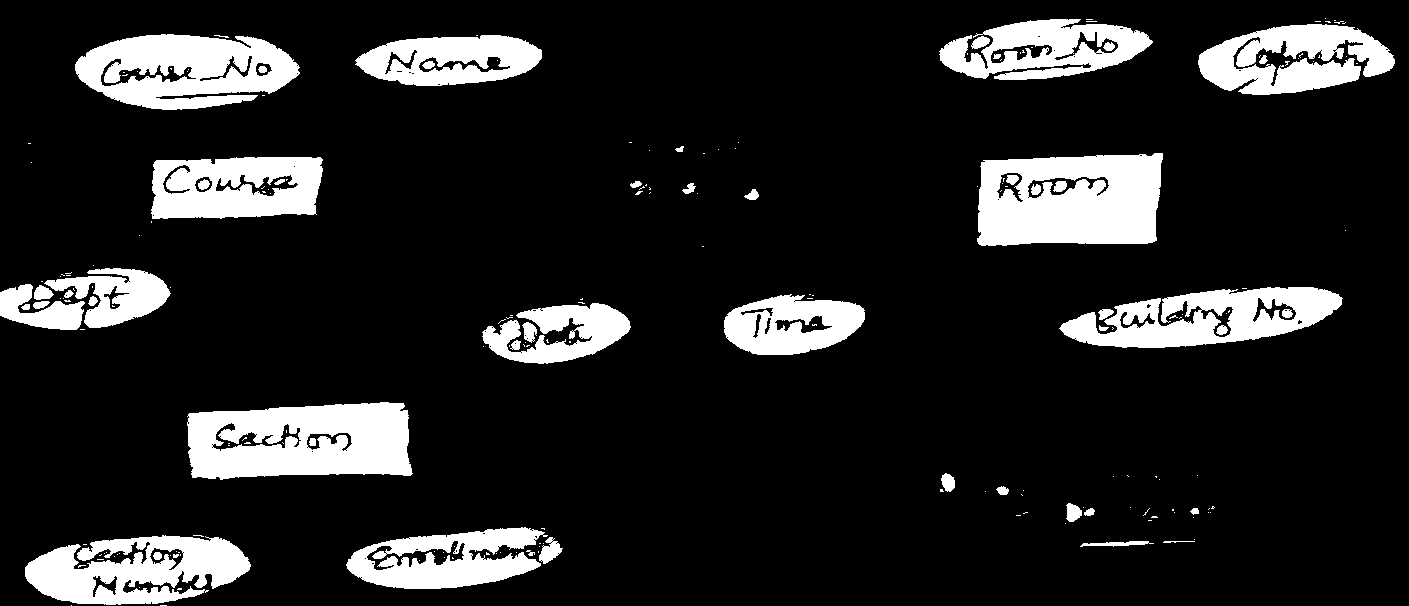 Course_No
Name
Room_No
Capacity
Course
Room
Dept
Date
Time
Building No.
Section
Section
Number
Enrollment